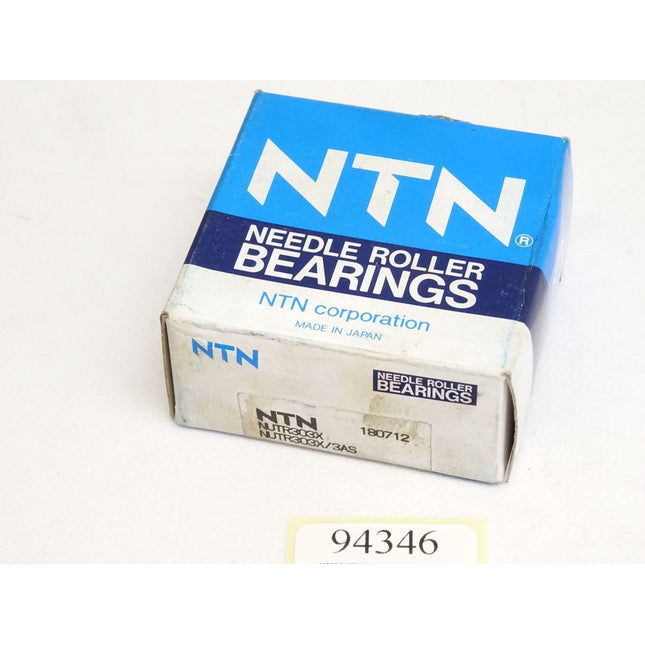 NTN®
NEEDLE ROLLER
BEARINGS
NTN corporation
MADE IN JAPAN
NTN
NEEDLE ROLLER
BEARINGS
NTN
NUTR303X 180712
NUTR303X/3AS
94346